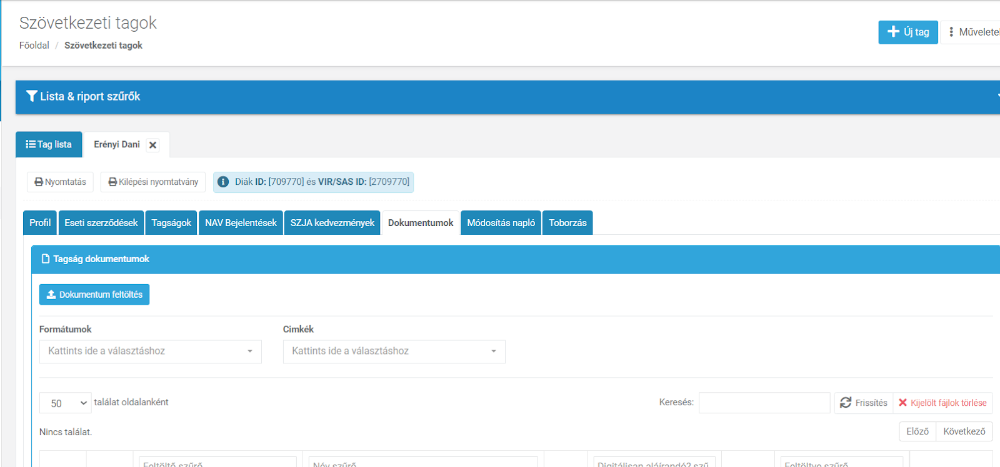 Szövetkezeti tagok
Főoldal / Szövetkezeti tagok
Új tag
Műveletek
Lista & riport szűrők
Tag lista
Erényi Dani
Nyomtatás
Kilépési nyomtatvány
Diák ID: [709770] és VIR/SAS ID: [2709770]
Profil
Eseti szerződések
Tagságok
NAV Bejelentések
SZJA kedvezmények
Dokumentumok
Módosítás napló
Toborzás
Tagság dokumentumok
Dokumentum feltöltés
Formátumok
Cimkék
Kattints ide a választáshoz
Kattints ide a választáshoz
50 találat oldalanként
Keresés:
Frissítés
Kijelölt fájlok törlése
Nincs találat.
Előző
Következő
Feltöltő szűrő
Név szűrő
Digitálisan aláírandó? szű
Feltöltve szűrő